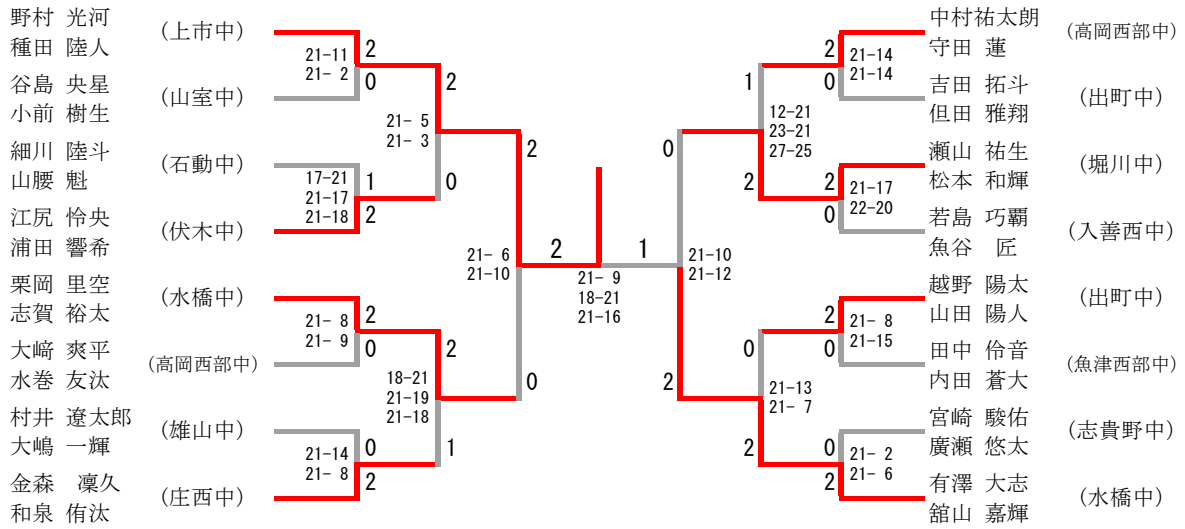 野村 光河
種田 陸人
(上市中)
谷島 央星
小前 樹生
(山室中)
細川 陸斗
山腰 魁
(石動中)
江尻 怜央
浦田 響希
(伏木中)
栗岡 里空
志賀 裕太
(水橋中)
大﨑 爽平
水巻 友汰
(高岡西部中)
村井 遼太郎
大嶋 一輝
(雄山中)
金森 凜久
和泉 侑汰
(庄西中)
21-11
21- 2
2
0
17-21
21-17
21-18
1
2
21- 8
21- 9
2
0
21-14
21- 8
0
2
21- 5
21- 3
2
0
18-21
21-19
21-18
2
1
21- 6
21-10
2
0
2
1
21- 9
18-21
21-16
0
2
21-10
21-12
1
2
12-21
23-21
27-25
0
2
21-13
21- 7
2
0
21-14
21-14
2
0
21-17
22-20
2
0
21- 8
21-15
0
2
21- 2
21- 6
中村祐太朗
守田 蓮
(高岡西部中)
吉田 拓斗
但田 雅翔
(出町中)
瀬山 祐生
松本 和輝
(堀川中)
若島 巧覇
魚谷 匠
(入善西中)
越野 陽太
山田 陽人
(出町中)
田中 伶音
内田 蒼大
(魚津西部中)
宮崎 駿佑
廣瀬 悠太
(志貴野中)
有澤 大志
舘山 嘉輝
(水橋中)